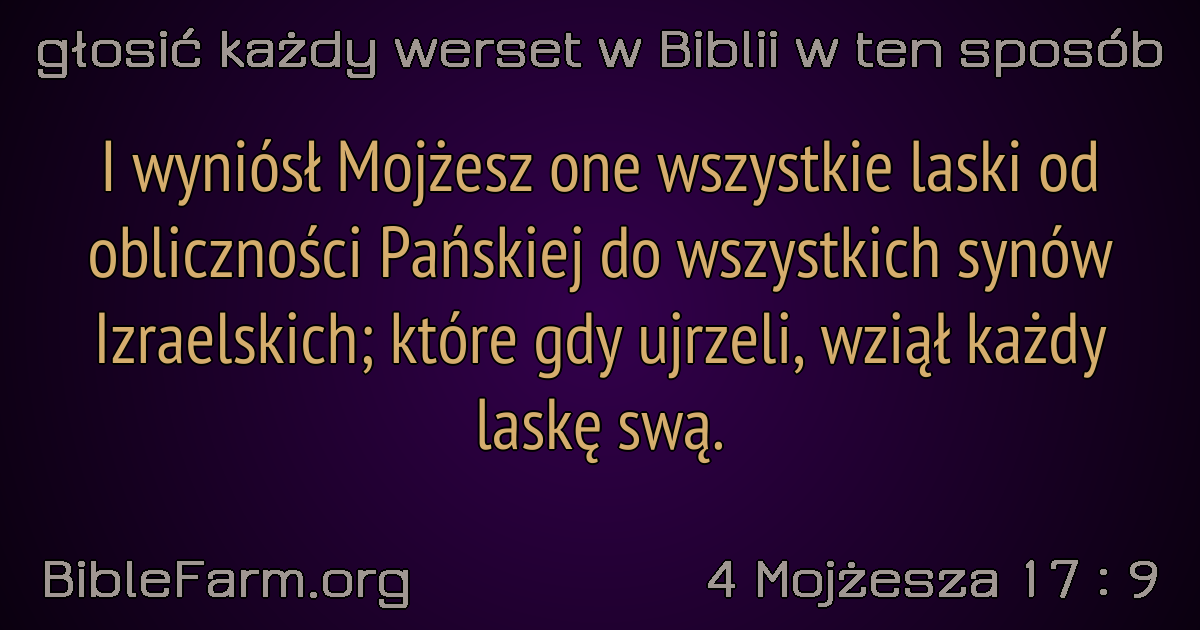 głosić każdy werset w Biblii w ten sposób
I wyniósł Mojżesz one wszystkie laski od
obliczności Pańskiej do wszystkich synów
Izraelskich; które gdy ujrzeli, wziął każdy
laskę swą.
BibleFarm.org
4 Mojżesza 17 : 9